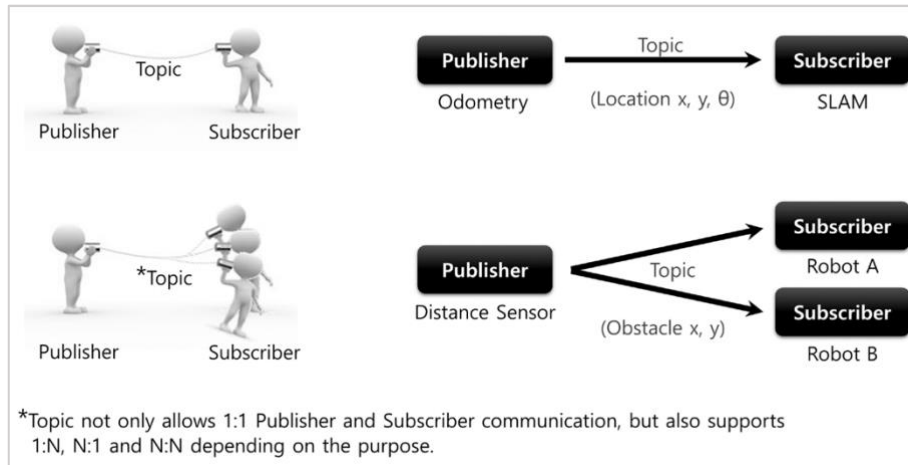 Topic
Publisher
Subscriber
Publisher
Topic
Subscriber
Odometry
(Location x, y, θ)
SLAM
*Topic
Publisher
Subscriber
Publisher
Distance Sensor
Topic
(Obstacle x, y)
Subscriber
Robot A
Subscriber
Robot B
*Topic not only allows 1:1 Publisher and Subscriber communication, but also supports
1:N, N:1 and N:N depending on the purpose.